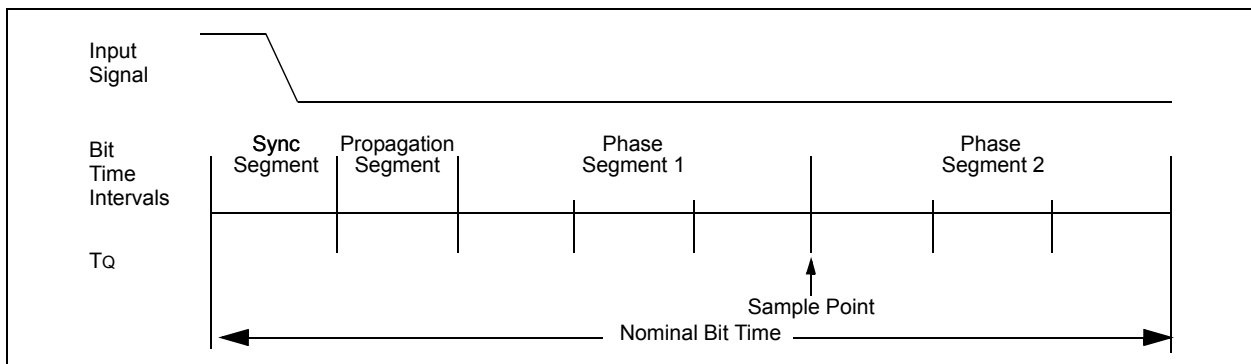 Input
Signal
Bit
Time
Intervals
Sync
Segment
Propagation
Segment
Phase
Segment 1
Phase
Segment 2
TQ
Sample Point
Nominal Bit Time